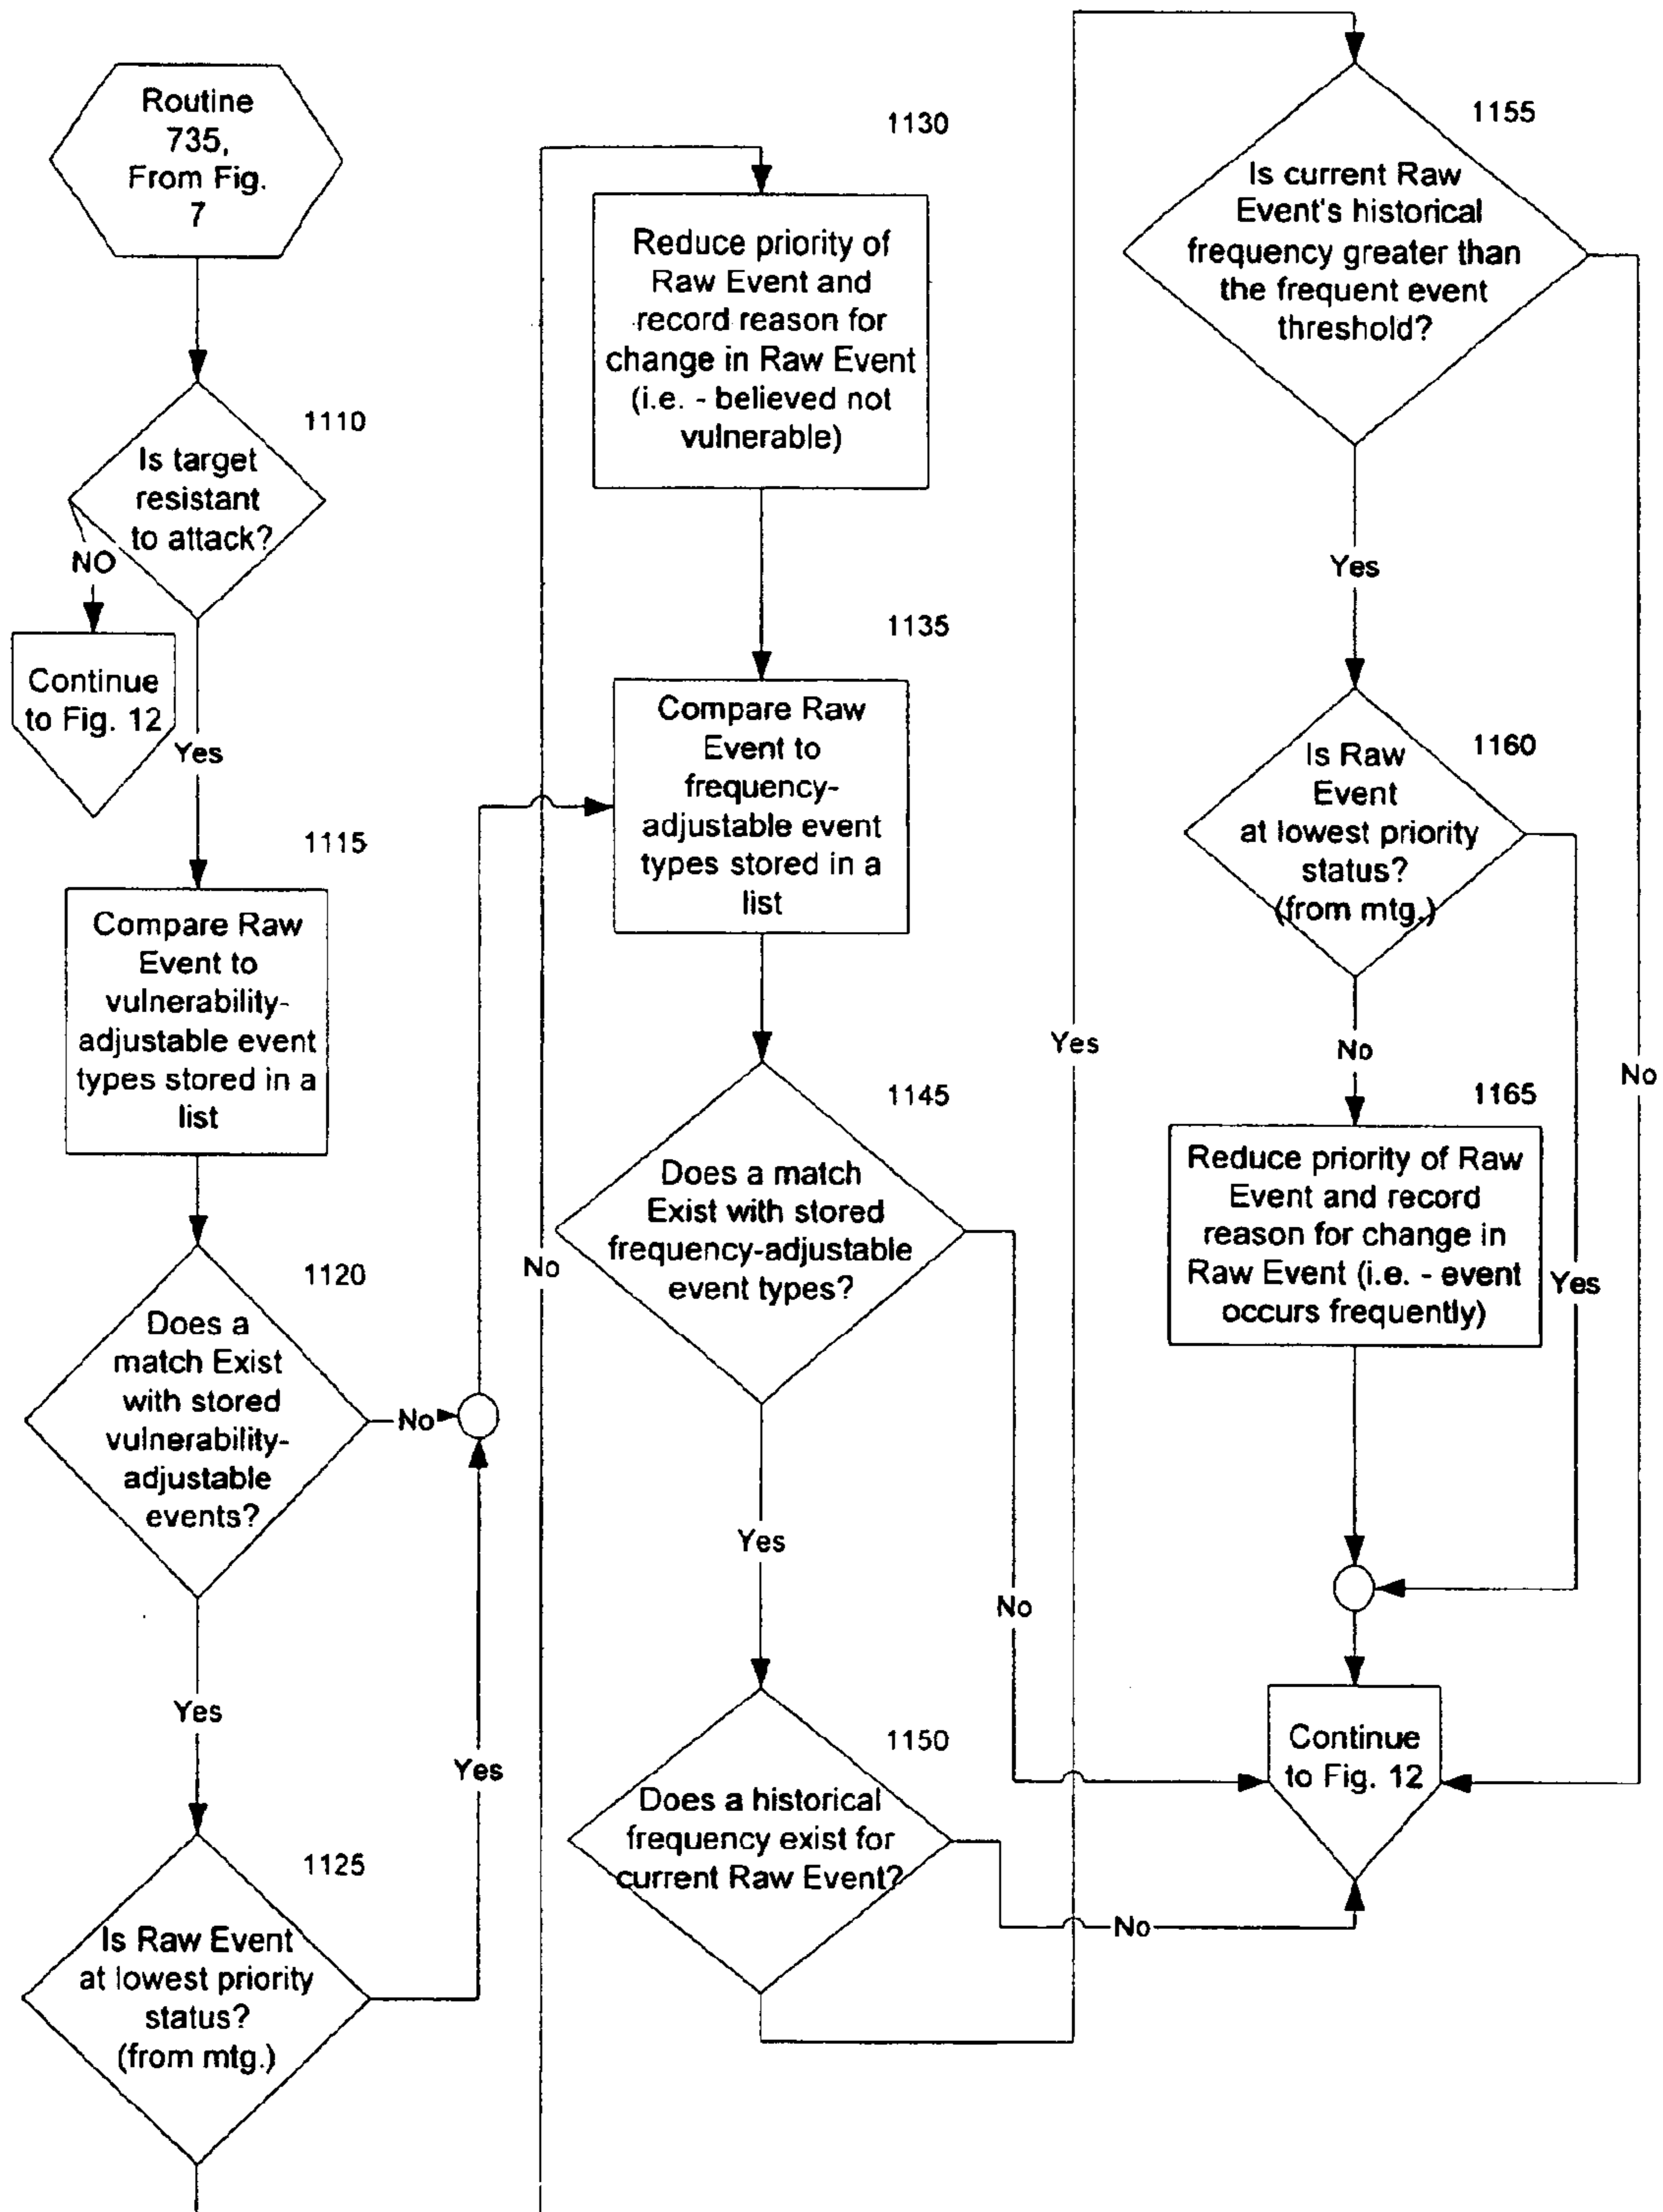 Routine
735,
From Fig.
7
1110
Is target
resistant
to attack?
NO
Continue
to Fig. 12
Yes
1115
Compare Raw
Event to
vulnerability-
adjustable event
types stored in a
list
1120
Does a
match Exist
with stored
vulnerability-
adjustable
events?
No
Yes
1125
Is Raw Event
at lowest priority
status?
(from mtg.)
Yes
No
1130
Reduce priority of
Raw Event and
record reason for
change in Raw Event
(i.e. - believed not
vulnerable)
1135
Compare Raw
Event to
frequency-
adjustable event
types stored in a
list
1145
Does a match
Exist with stored
frequency-adjustable
event types?
No
Yes
1150
Does a historical
frequency exist for
current Raw Event?
No
Yes
1155
Is current Raw
Event's historical
frequency greater than
the frequent event
threshold?
No
Yes
1160
Is Raw
Event
at lowest priority
status?
(from mtg.)
Yes
No
1165
Reduce priority of Raw
Event and record
reason for change in
Raw Event (i.e. - event
occurs frequently)
Continue
to Fig. 12